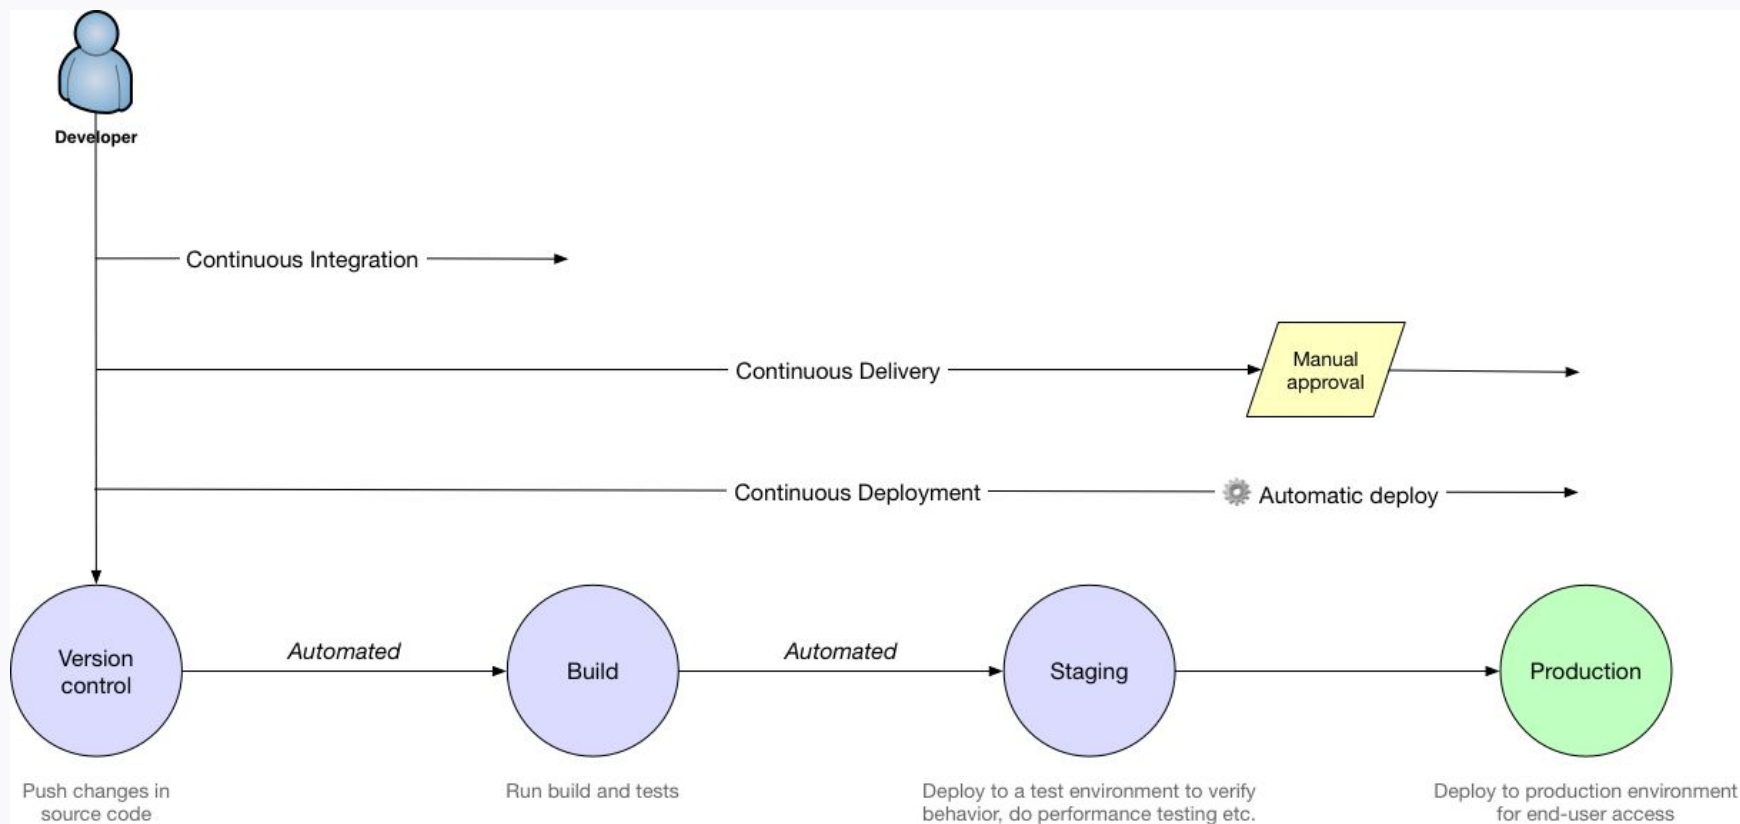 Developer
Continuous Integration
Continuous Delivery
Manual
approval
Continuous Deployment
Automatic deploy
Version
control
Automated
Build
Automated
Staging
Production
Push changes in
source code
Run build and tests
Deploy to a test environment to verify
behavior, do performance testing etc.
Deploy to production environment
for end-user access